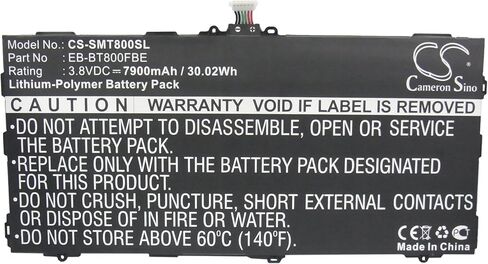 Model No.: CS-SMT800SL
Part No.: EB-BT800FBE
Rating : 3.8VDC⎓7900mAh / 30.02Wh
Lithium-Polymer Battery Pack
CS
Cameron Sino
CAUTION WARRANTY VOID IF LABEL IS REMOVED
- DO NOT ATTEMPT TO DISASSEMBLE, OPEN OR SERVICE
THE BATTERY PACK.
- REPLACE ONLY WITH THE BATTERY PACK DESIGNATED FOR
THIS PRODUCT.
- DO NOT CRUSH, PUNCTURE, SHORT EXTERNAL CONTACTS
OR DISPOSE OF IN FIRE OR WATER.
- DO NOT STORE ABOVE 60°C (140°F).
Made in China